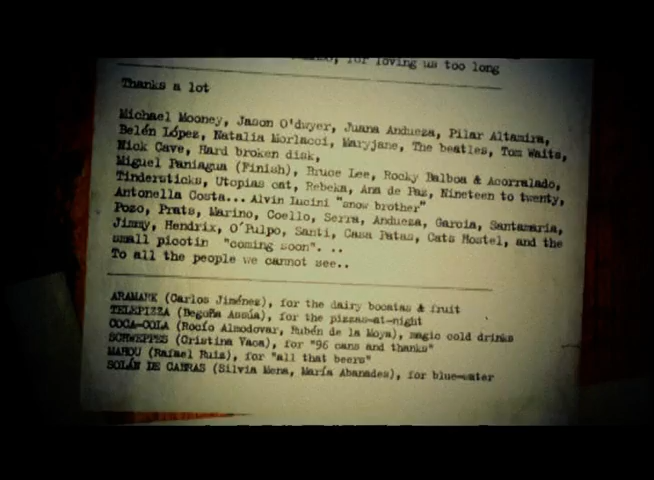 for loving us too long
Thanks a lot
Michael Mooney, Jason O'dwyer, Juana Andueza, Pilar Altamira,
Belén López, Natalia Morlacci, Maryjane, The beatles, Tom Waits,
Nick Cave, Hard broken disk,
Miguel Paniagua (Finish), Bruce Lee, Rocky Balboa & Acorralado,
Tindersticks, Utopias cat, Rebeka, Ana de Paz, Nineteen to twenty,
Antonella Costa... Alvin Lucini "snow brother"
Pozo, Prats, Marino, Coello, Serra, Andueza, Garcia, Santamaria,
Jimmy, Hendrix, O'Pulpo, Santi, Casa Patas, Cats Hostel, and the
small picotin "coming soon". ..
To all the people we cannot see..
ARAMARK (Carlos Jiménez), for the dairy bocatas & fruit
TELEPIZZA (Begoña Assúa), for the pizzas-at-night
COCA-COLA (Rocío Almodovar, Rubén de la Moya), magic cold drinks
SCHWEPPES (Cristina Vaca), for "96 cans and thanks"
MAHOU (Rafael Ruiz), for "all that beers"
SOLÁN DE CABRAS (Silvia Mena, María Abanades), for blue-water